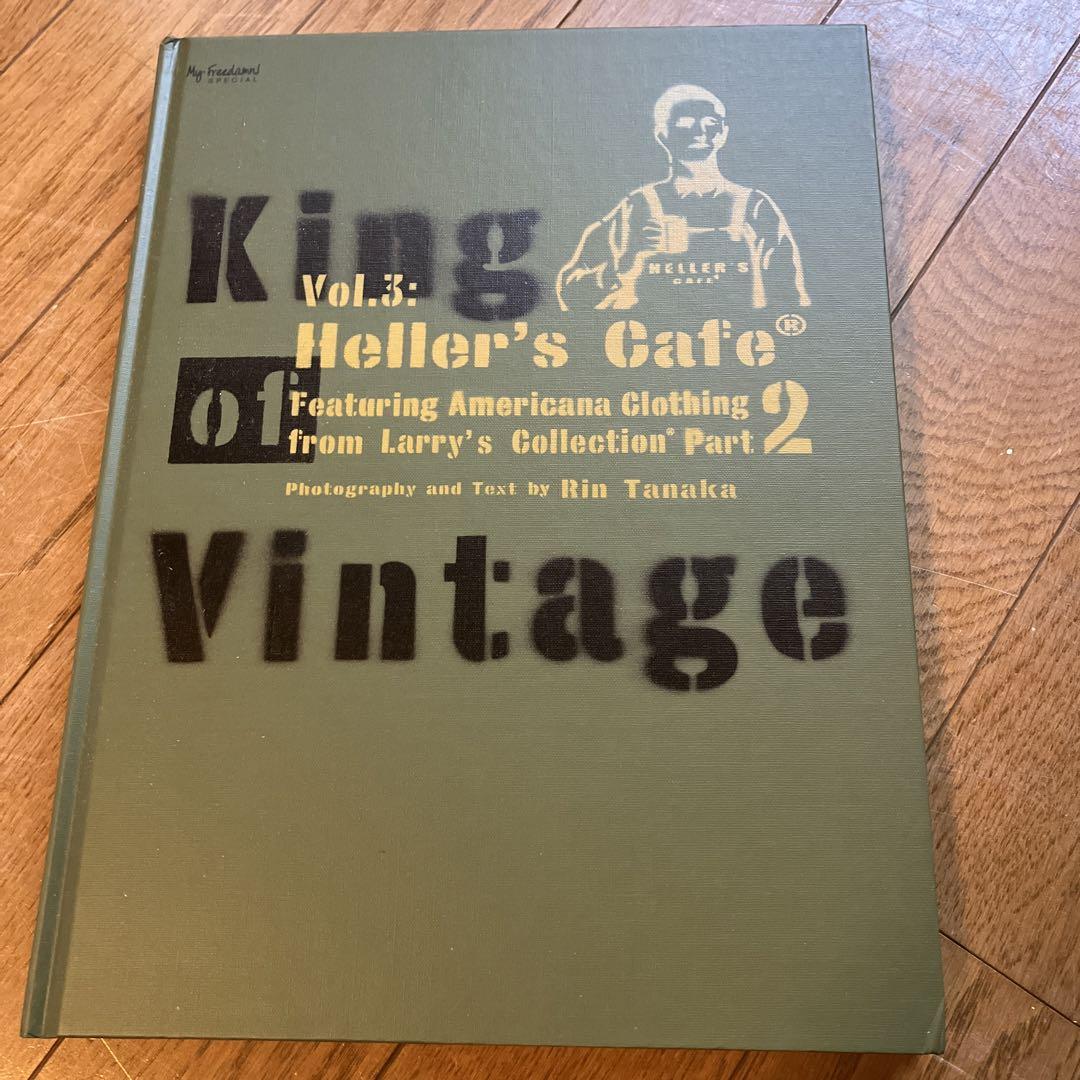 My Freedamn!
SPECIAL
HELLER'S
CAFE
King
Vol.3:
Heller's Cafe®
of
Featuring Americana Clothing
from Larry's Collection® Part 2
Photography and Text by Rin Tanaka
Vintage